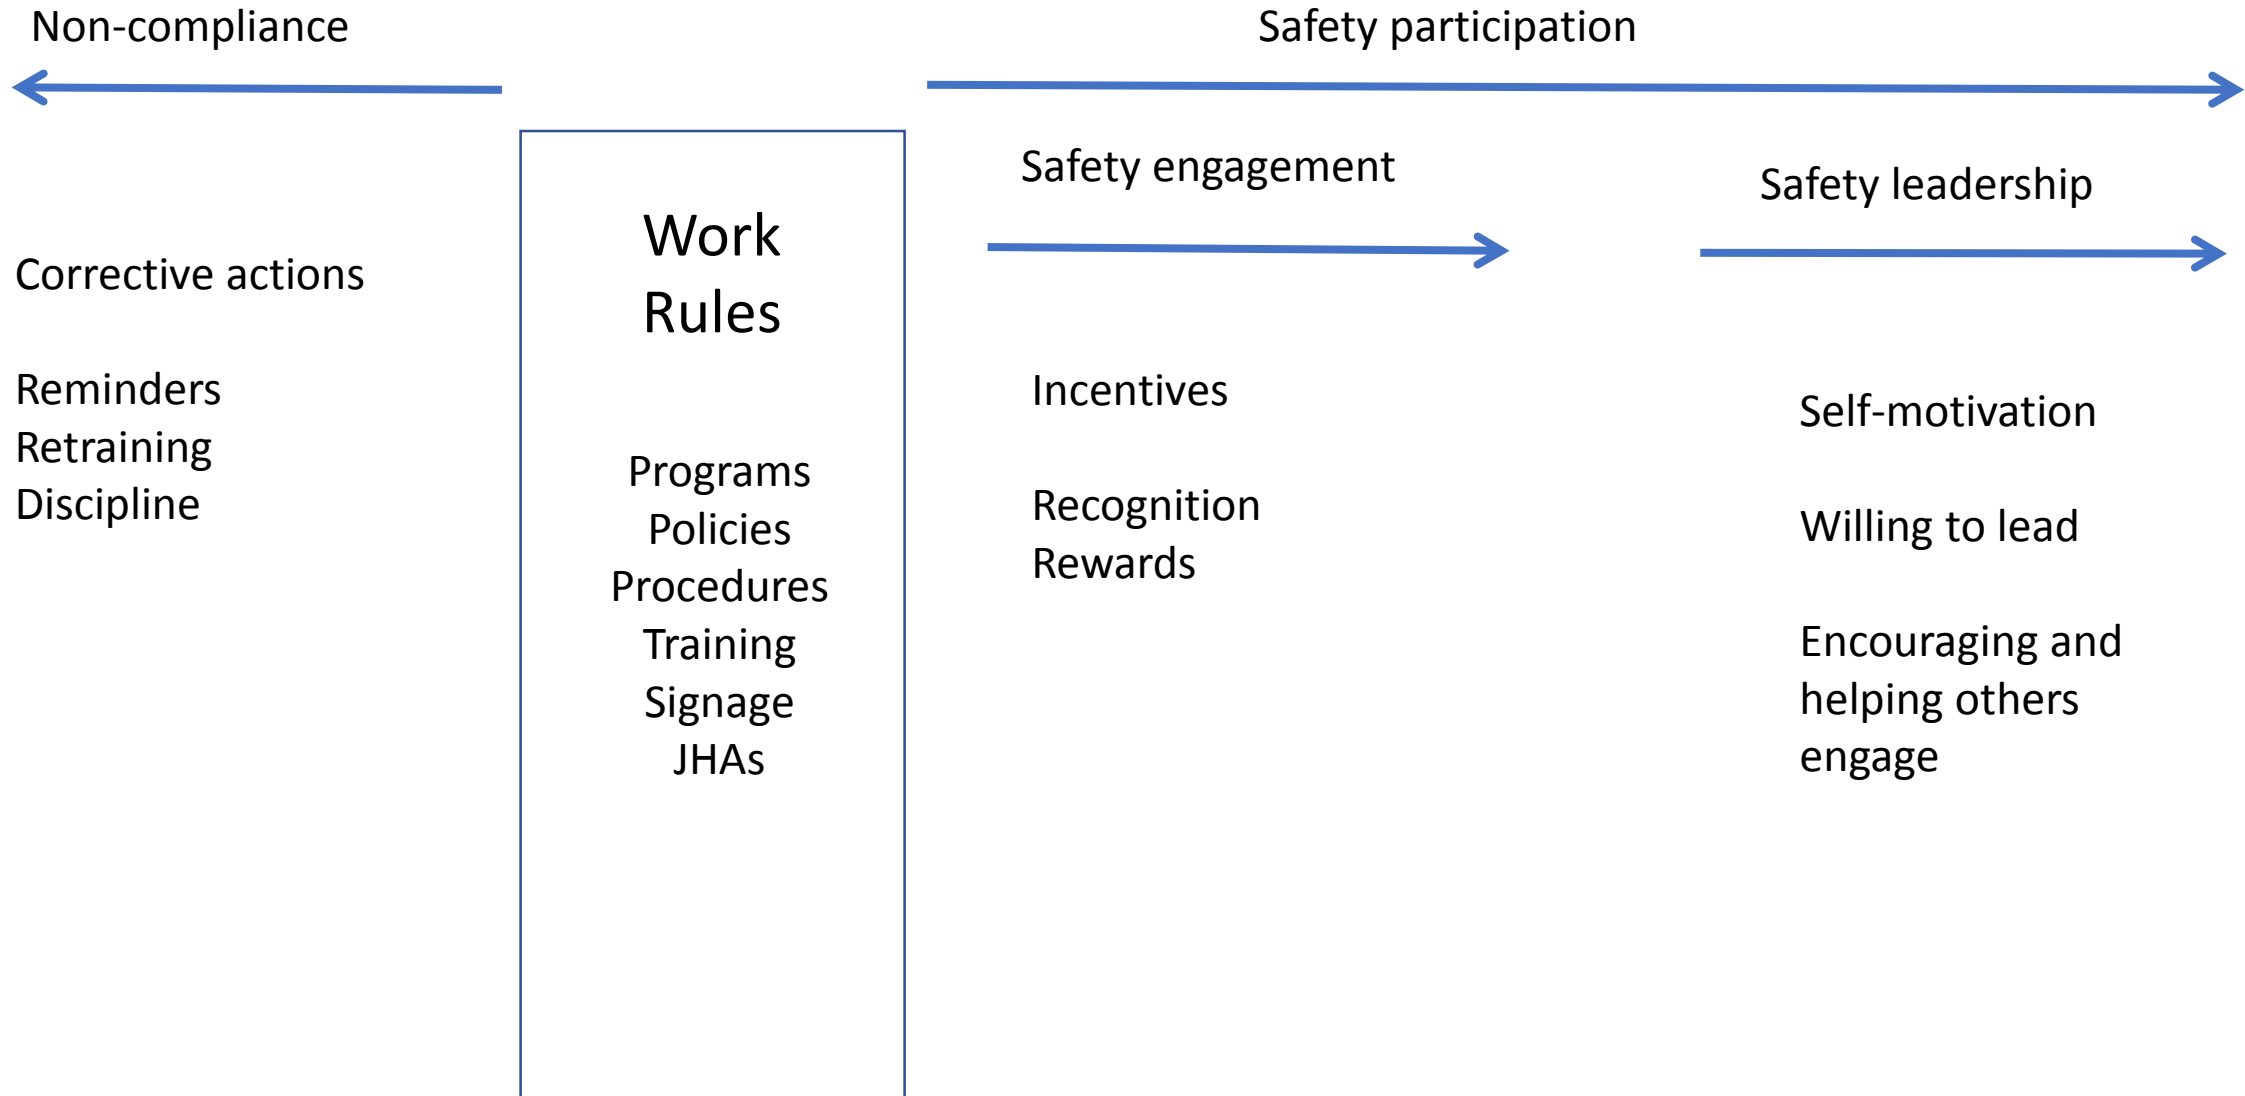 Non-compliance
Safety participation
Safety engagement
Safety leadership
Corrective actions
Reminders
Retraining
Discipline
Work
Rules
Programs
Policies
Procedures
Training
Signage
JHAs
Incentives
Recognition
Rewards
Self-motivation
Willing to lead
Encouraging and
helping others
engage